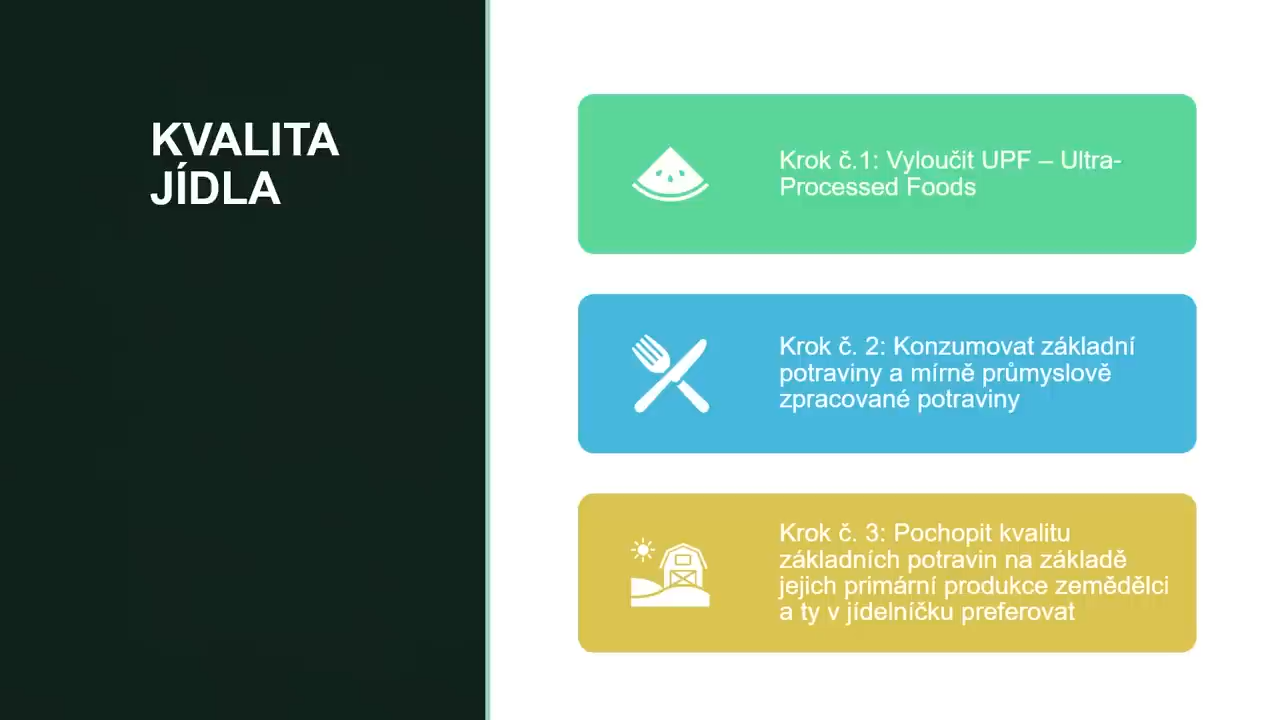 KVALITA
JÍDLA
Krok č.1: Vyloučit UPF – Ultra-
Processed Foods
Krok č. 2: Konzumovat základní
potraviny a mírně průmyslově
zpracované potraviny
Krok č. 3: Pochopit kvalitu
základních potravin na základě
jejich primární produkce zemědělci
a ty v jídelníčku preferovat